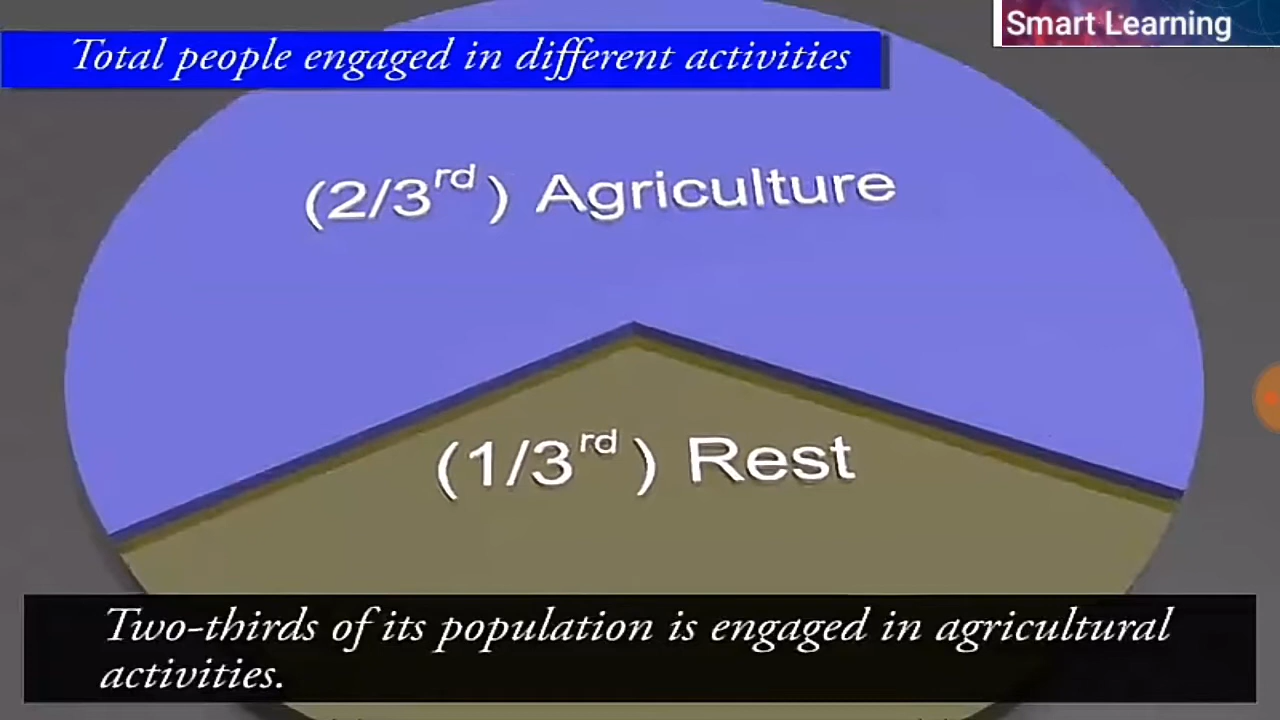 Smart Learning
Total people engaged in different activities
(2/3rd) Agriculture
(1/3rd) Rest
Two-thirds of its population is engaged in agricultural
activities.